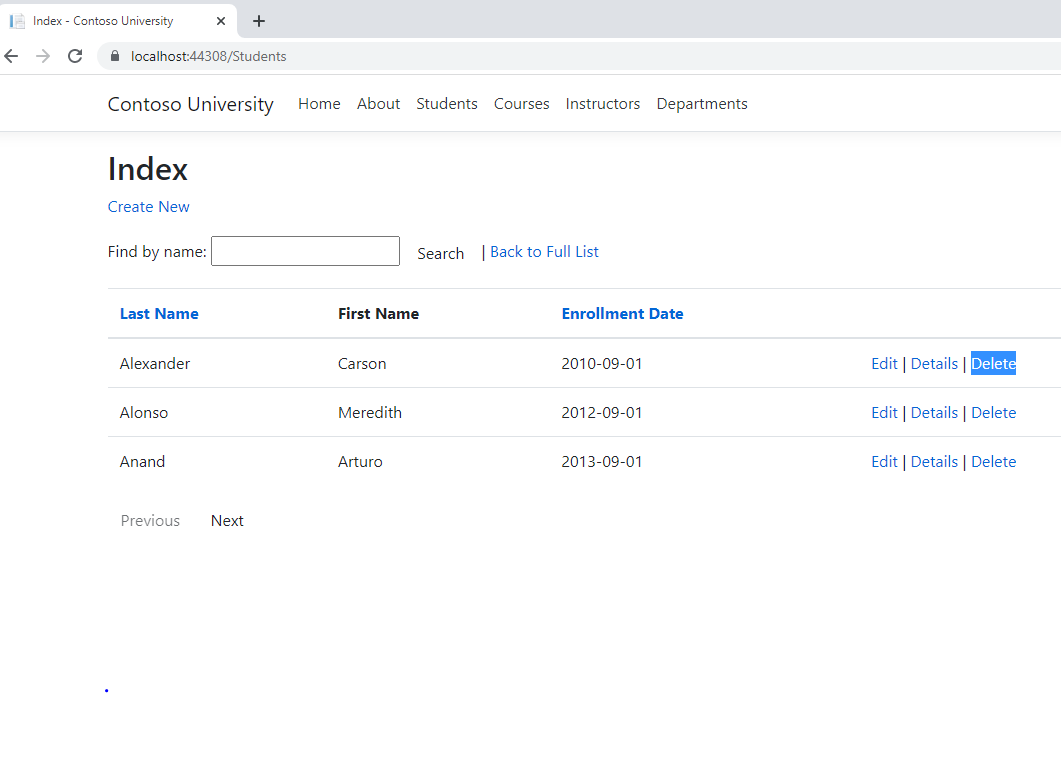 Index - Contoso University
localhost:44308/Students
Contoso University Home About Students Courses Instructors Departments
Index
Create New
Find by name: Search | Back to Full List
Last Name First Name Enrollment Date
Alexander Carson 2010-09-01 Edit | Details | Delete
Alonso Meredith 2012-09-01 Edit | Details | Delete
Anand Arturo 2013-09-01 Edit | Details | Delete
Previous Next